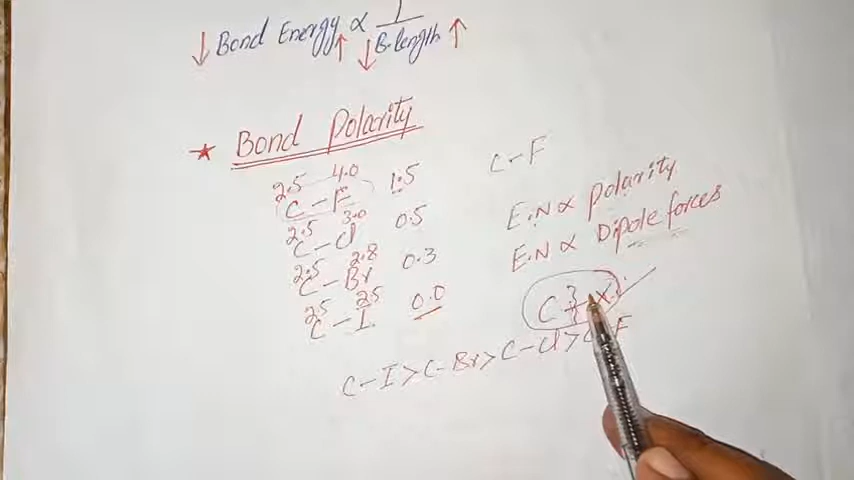 ↓ Bond Energy ↑ ∝ 1 / ↓ B.length ↑
★ Bond Polarity
2.5 4.0
C-F 1.5
2.5 3.0
C-Cl 0.5
2.5 2.8
C-Br 0.3
2.5 2.5
C-I 0.0
C-F
E.N ∝ Polarity
E.N ∝ Dipole forces
C X
C-I > C-Br > C-Cl > C-F